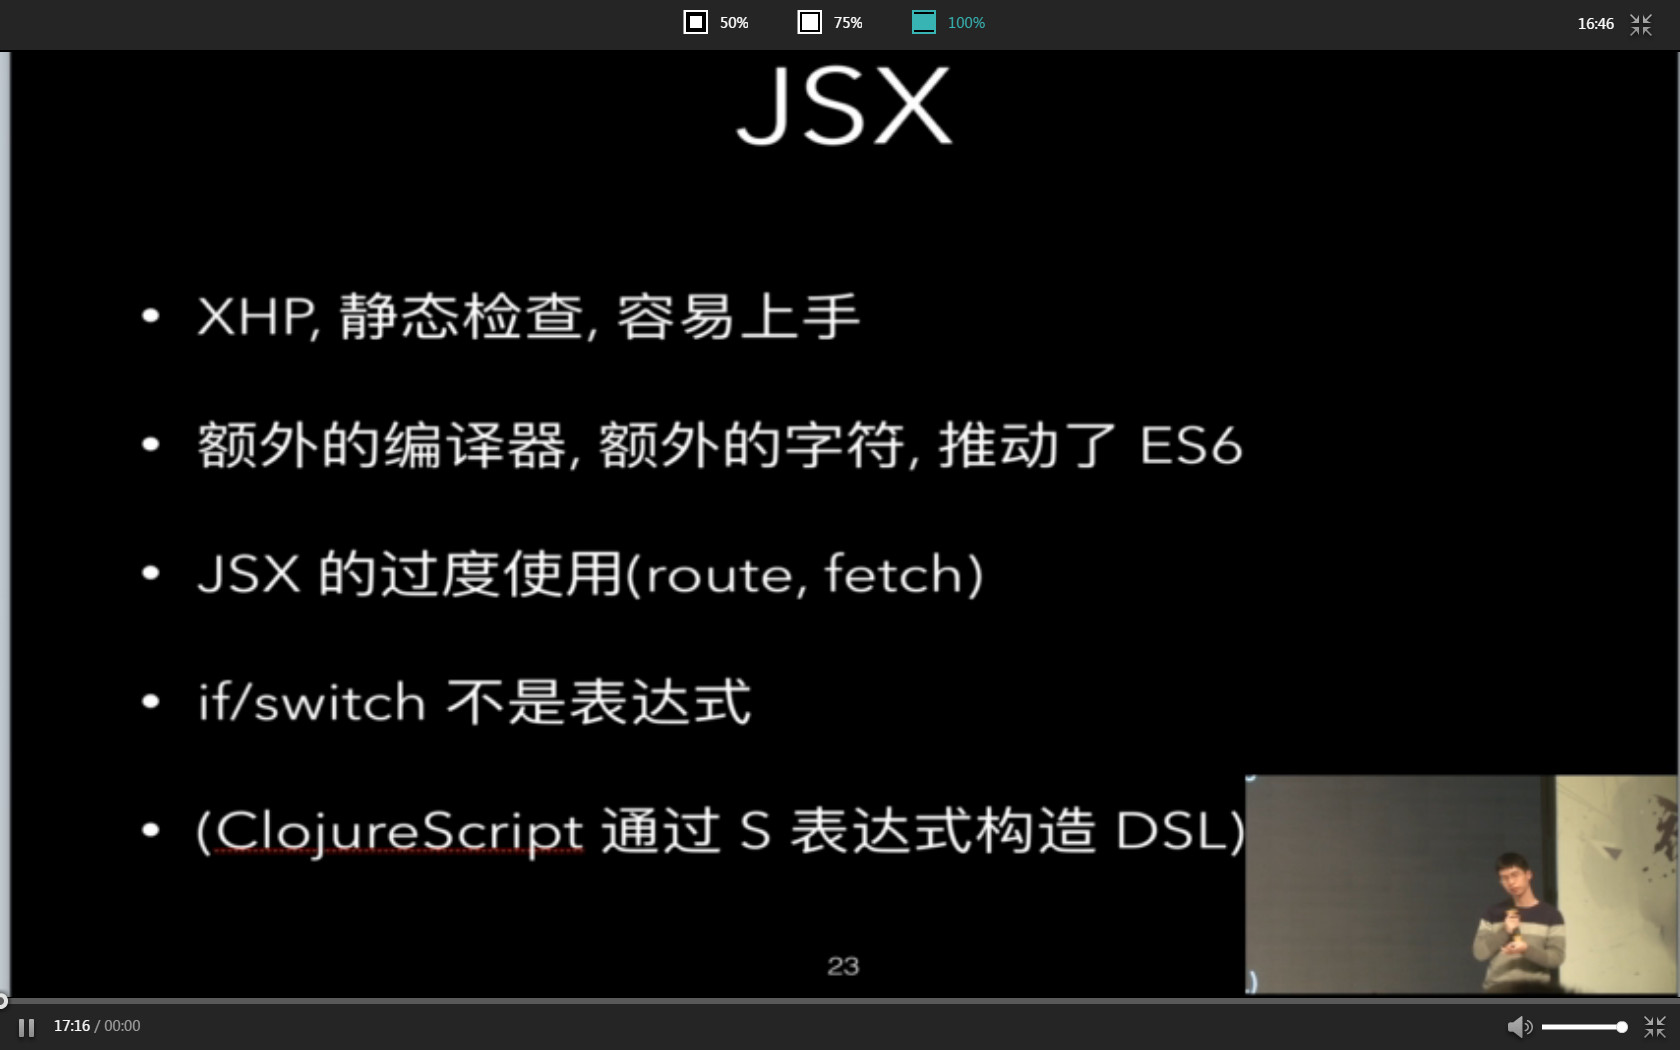 50% 75% 100% 16:46
JSX
• XHP, 静态检查, 容易上手
• 额外的编译器, 额外的字符, 推动了 ES6
• JSX 的过度使用(route, fetch)
• if/switch 不是表达式
• (ClojureScript 通过 S 表达式构造 DSL)
23
17:16 / 00:00